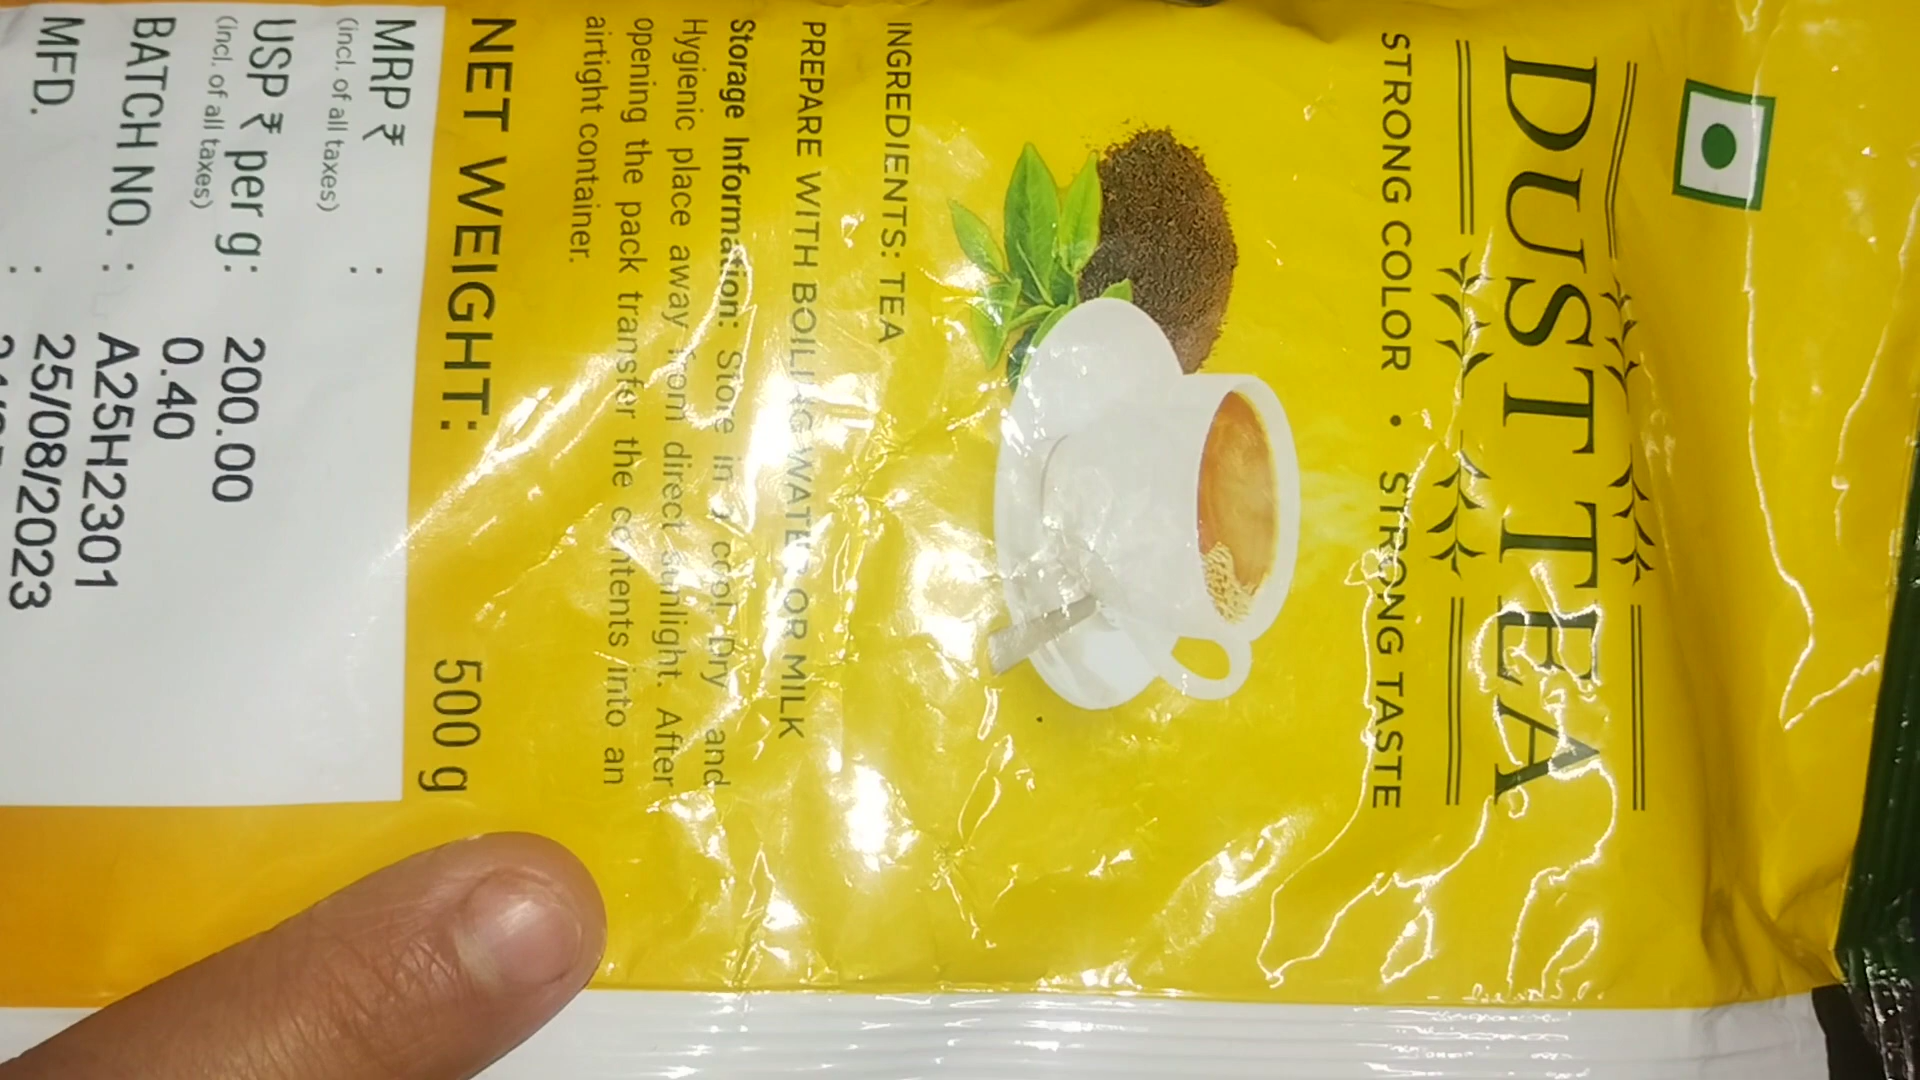 DUST TEA
STRONG COLOR • STRONG TASTE
INGREDIENTS: TEA
PREPARE WITH BOILING WATER OR MILK
Storage Information: Store in a cool, Dry and
Hygienic place away from direct sunlight. After
opening the pack transfer the contents into an
airtight container.
NET WEIGHT: 500 g
MRP ₹ : 200.00
(incl. of all taxes)
USP ₹ per g: 0.40
(incl. of all taxes)
BATCH NO. : A25H2301
MFD. : 25/08/2023